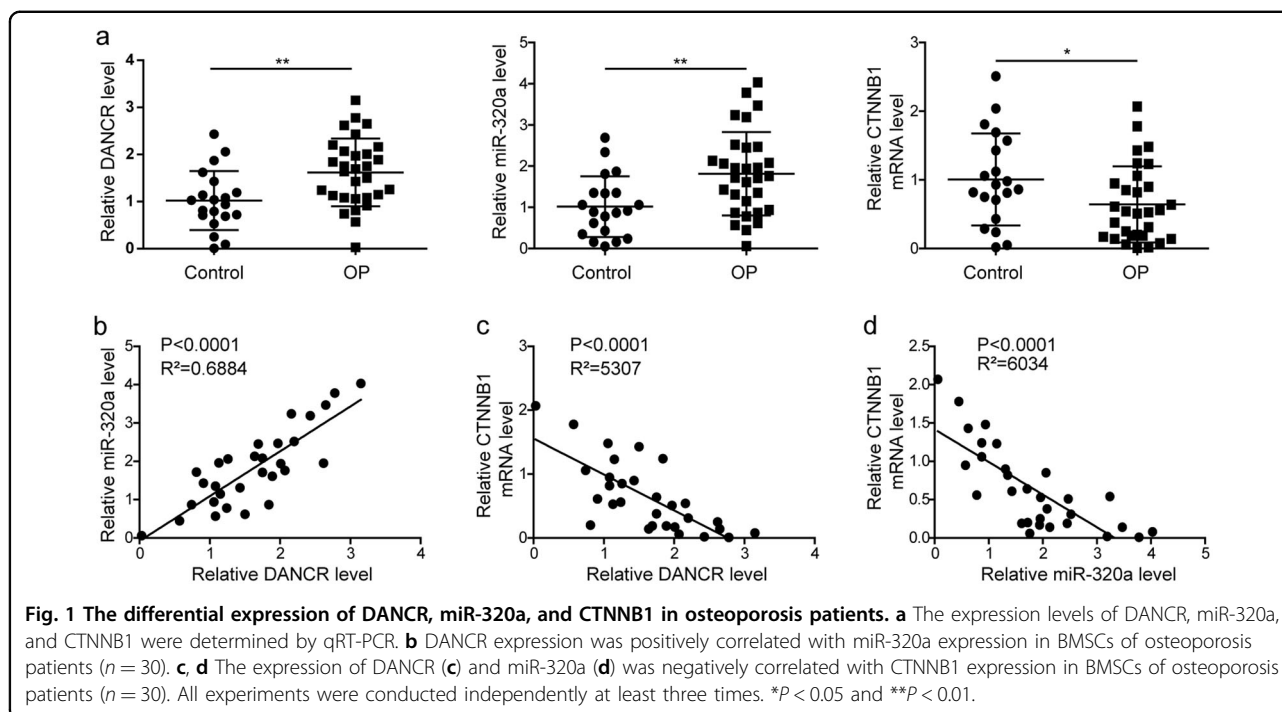 a
Relative DANCR level
4
3
2
1
0
**
Control
OP
Relative miR-320a level
5
4
3
2
1
0
**
Control
OP
Relative CTNNB1
mRNA level
3
2
1
0
*
Control
OP
b
P<0.0001
R²=0.6884
Relative miR-320a level
5
4
3
2
1
0
0
1
2
3
4
Relative DANCR level
c
P<0.0001
R²=5307
Relative CTNNB1
mRNA level
3
2
1
0
0
1
2
3
4
Relative DANCR level
d
P<0.0001
R²=6034
Relative CTNNB1
mRNA level
2.5
2.0
1.5
1.0
0.5
0.0
0
1
2
3
4
5
Relative miR-320a level
Fig. 1 The differential expression of DANCR, miR-320a, and CTNNB1 in osteoporosis patients. a The expression levels of DANCR, miR-320a,
and CTNNB1 were determined by qRT-PCR. b DANCR expression was positively correlated with miR-320a expression in BMSCs of osteoporosis
patients (n = 30). c, d The expression of DANCR (c) and miR-320a (d) was negatively correlated with CTNNB1 expression in BMSCs of osteoporosis
patients (n = 30). All experiments were conducted independently at least three times. *P < 0.05 and **P < 0.01.